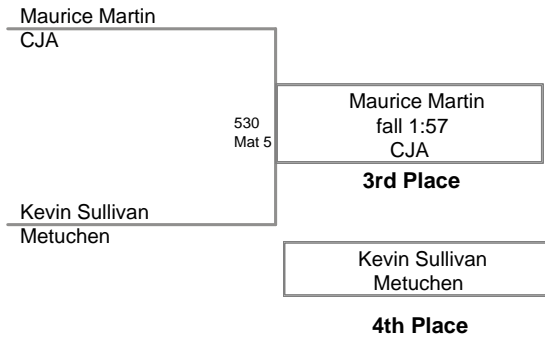 Maurice Martin
CJA
530
Mat 5
Maurice Martin
fall 1:57
CJA
3rd Place
Kevin Sullivan
Metuchen
Kevin Sullivan
Metuchen
4th Place